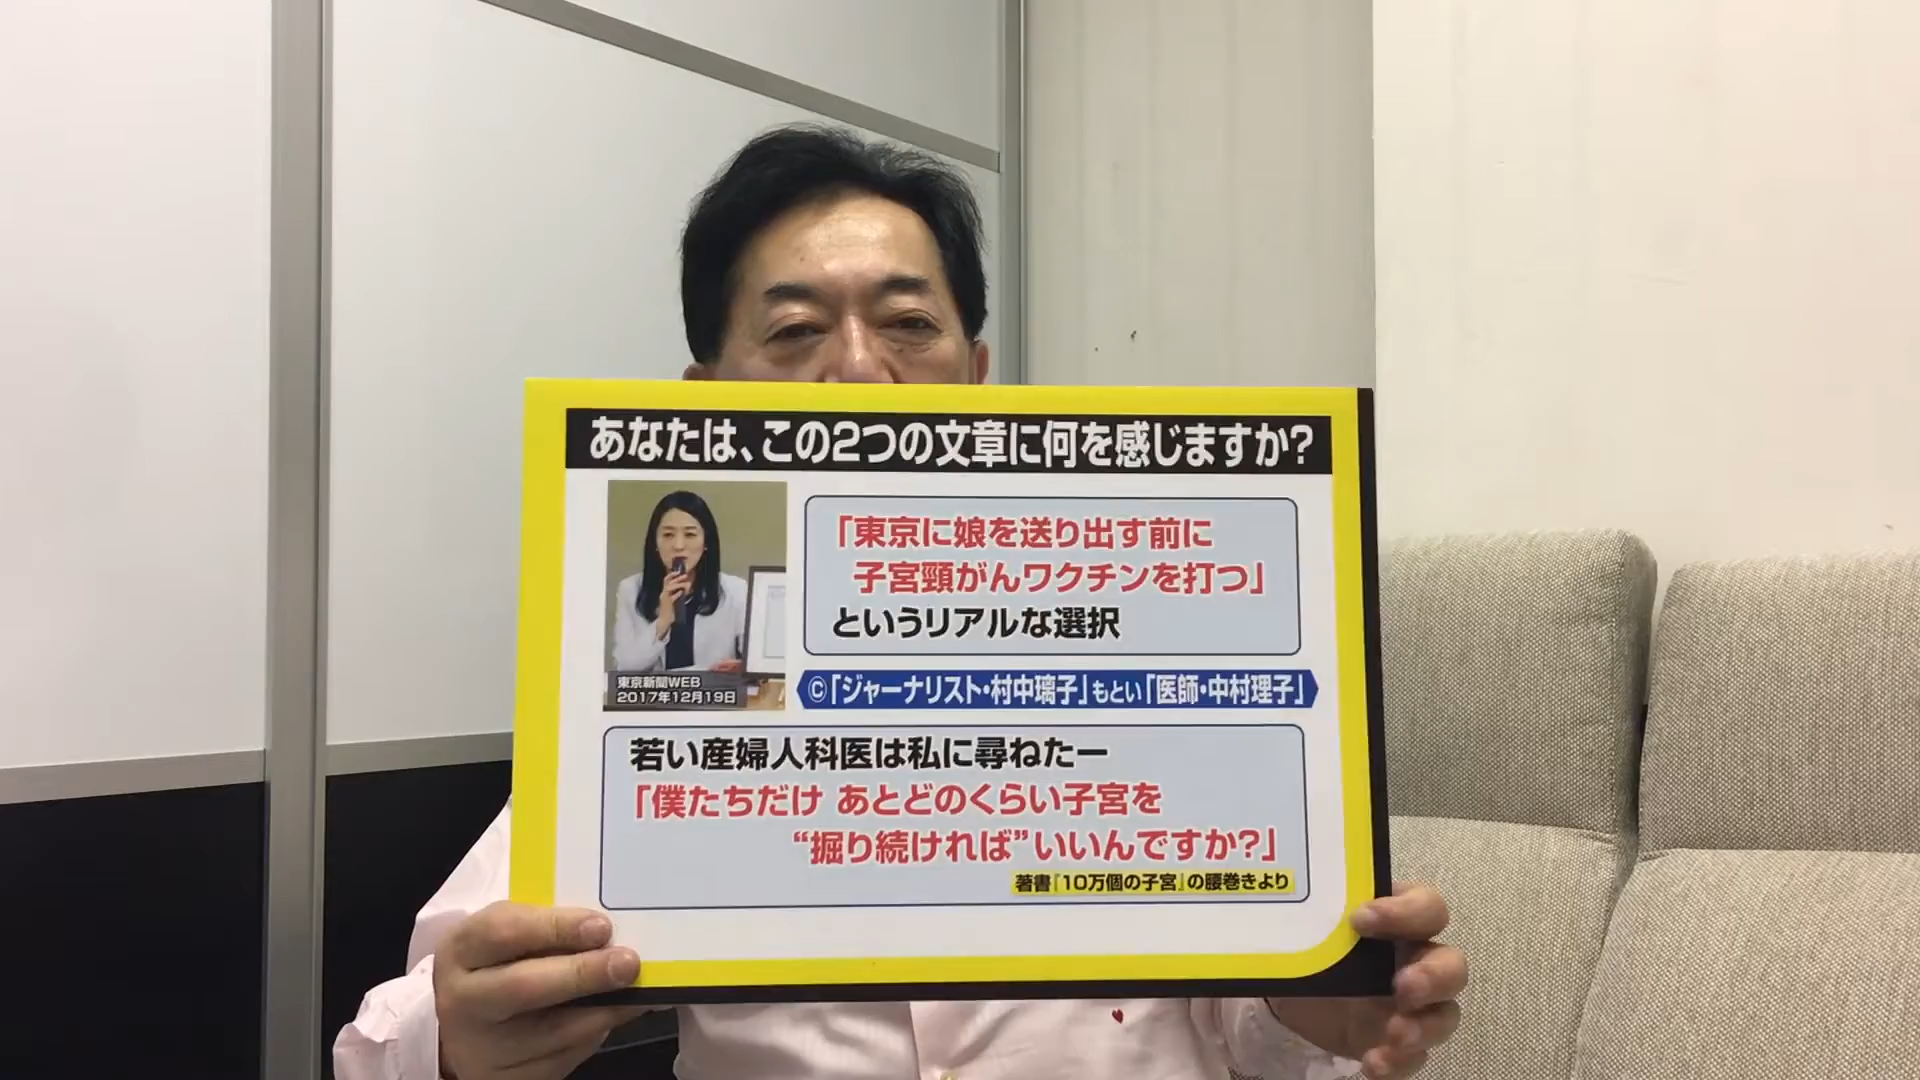 あなたは、この2つの文章に何を感じますか?
「東京に娘を送り出す前に
子宮頸がんワクチンを打つ」
というリアルな選択
東京新聞WEB
2017年12月19日
©「ジャーナリスト・村中璃子」もとい「医師・中村理子」
若い産婦人科医は私に尋ねたー
「僕たちだけ あとどのくらい子宮を
“掘り続ければ”いいんですか?」
著書『10万個の子宮』の腰巻きより